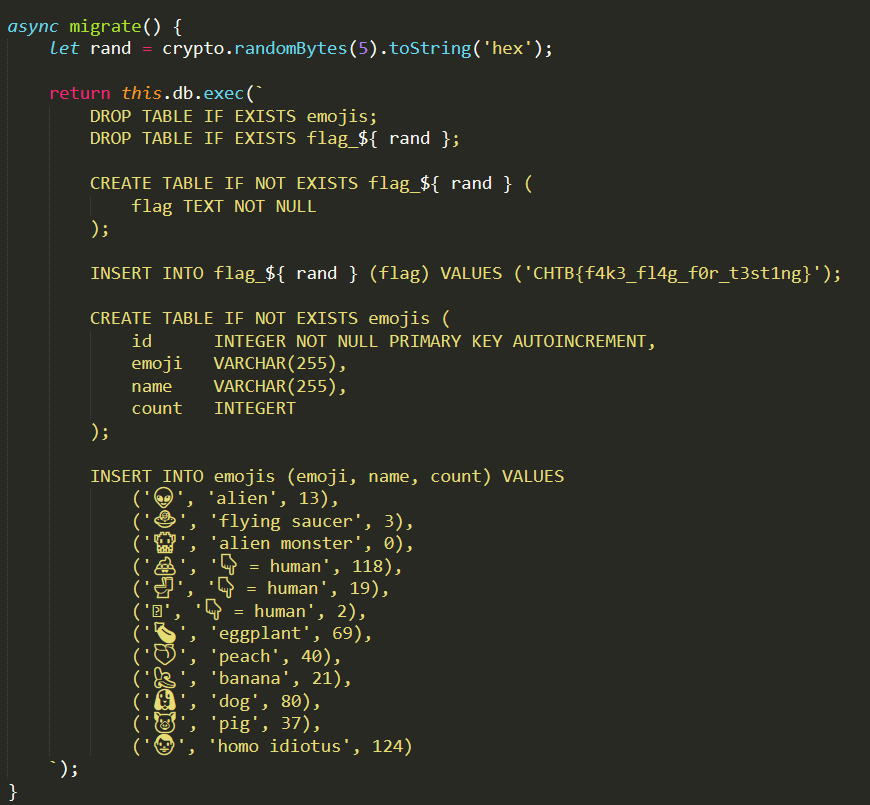 async migrate() {
    let rand = crypto.randomBytes(5).toString('hex');

    return this.db.exec(`
        DROP TABLE IF EXISTS emojis;
        DROP TABLE IF EXISTS flag_${ rand };

        CREATE TABLE IF NOT EXISTS flag_${ rand } (
            flag TEXT NOT NULL
        );

        INSERT INTO flag_${ rand } (flag) VALUES ('CHTB{f4k3_fl4g_f0r_t3st1ng}');

        CREATE TABLE IF NOT EXISTS emojis (
            id      INTEGER NOT NULL PRIMARY KEY AUTOINCREMENT,
            emoji   VARCHAR(255),
            name    VARCHAR(255),
            count   INTEGERT
        );

        INSERT INTO emojis (emoji, name, count) VALUES
            ('👽', 'alien', 13),
            ('🛸', 'flying saucer', 3),
            ('👾', 'alien monster', 0),
            ('💩', '👇 = human', 118),
            ('🚽', '👇 = human', 19),
            ('', '👇 = human', 2),
            ('🍆', 'eggplant', 69),
            ('🍑', 'peach', 40),
            ('🍌', 'banana', 21),
            ('🐶', 'dog', 80),
            ('🐷', 'pig', 37),
            ('👨', 'homo idiotus', 124)
    `);
}